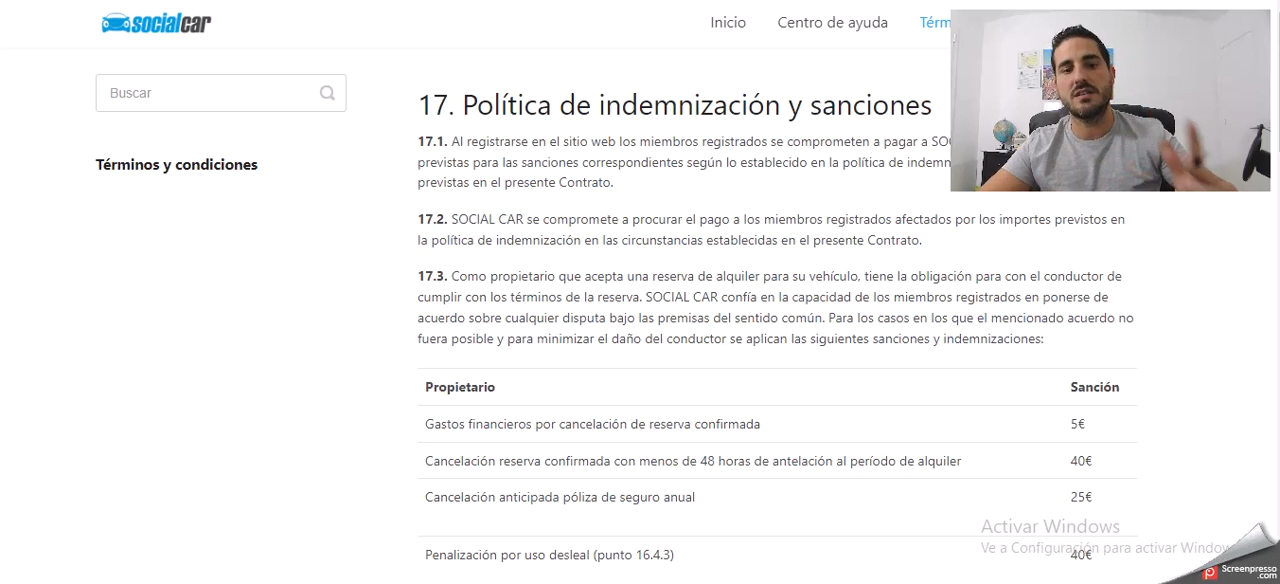 socialcar
Inicio
Centro de ayuda
Térm
Buscar
Términos y condiciones
17. Política de indemnización y sanciones
17.1. Al registrarse en el sitio web los miembros registrados se comprometen a pagar a
previstas para las sanciones correspondientes según lo establecido en la política de
previstas en el presente Contrato.
17.2. SOCIAL CAR se compromete a procurar el pago a los miembros registrados afectados por los importes previstos en
la política de indemnización en las circunstancias establecidas en el presente Contrato.
17.3. Como propietario que acepta una reserva de alquiler para su vehículo, tiene la obligación para con el conductor de
cumplir con los términos de la reserva. SOCIAL CAR confía en la capacidad de los miembros registrados en ponerse de
acuerdo sobre cualquier disputa bajo las premisas del sentido común. Para los casos en los que el mencionado acuerdo no
fuera posible y para minimizar el daño del conductor se aplican las siguientes sanciones y indemnizaciones:
Propietario Sanción
Gastos financieros por cancelación de reserva confirmada 5€
Cancelación reserva confirmada con menos de 48 horas de antelación al período de alquiler 40€
Cancelación anticipada póliza de seguro anual 25€
Activar Windows
Ve a Configuración para activar Window
Penalización por uso desleal (punto 16.4.3) 40€
Screenpresso
.com